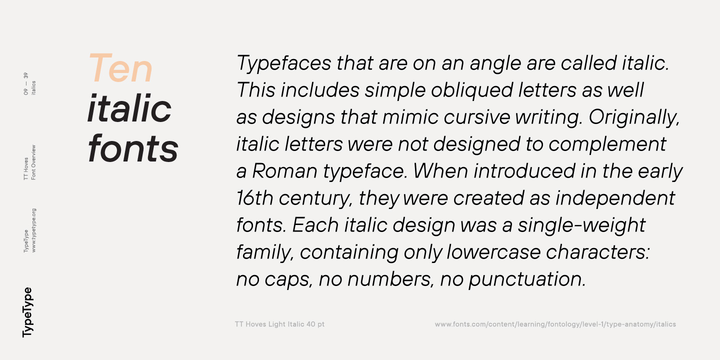 Ten
italic
fonts
Typefaces that are on an angle are called italic.
This includes simple obliqued letters as well
as designs that mimic cursive writing. Originally,
italic letters were not designed to complement
a Roman typeface. When introduced in the early
16th century, they were created as independent
fonts. Each italic design was a single-weight
family, containing only lowercase characters:
no caps, no numbers, no punctuation.
TT Hoves Light Italic 40 pt
www.fonts.com/content/learning/fontology/level-1/type-anatomy/italics
Italics
TT Hoves
Font Overview
TypeType
www.typetype.org
TypeType